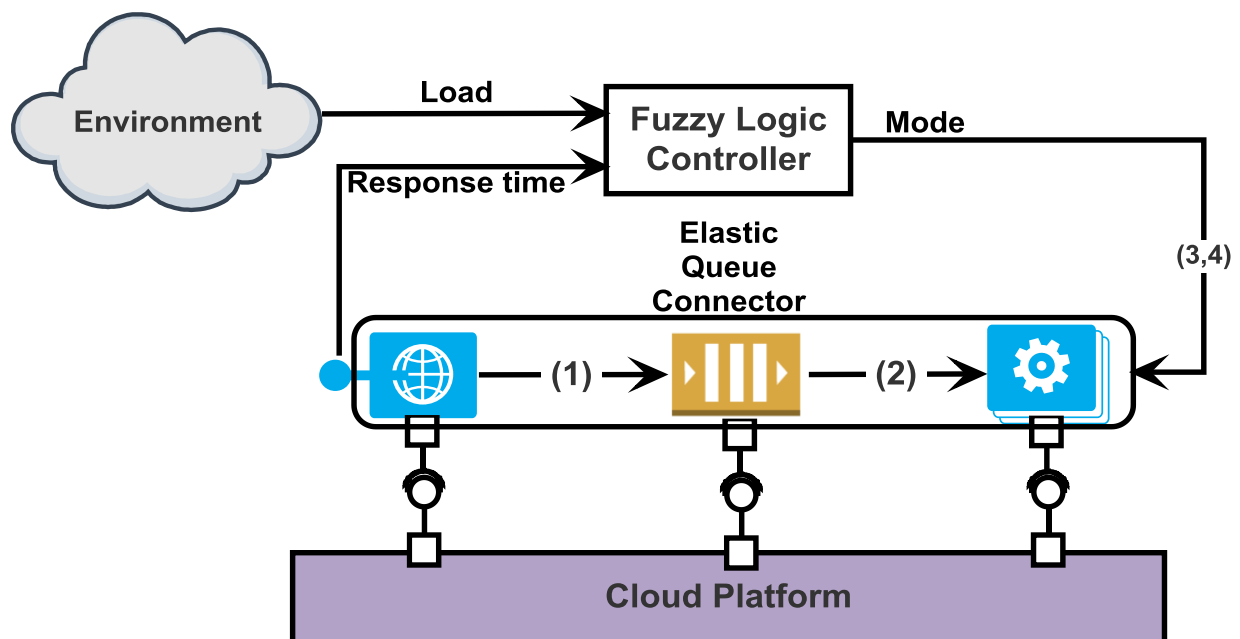 Environment
Load
Fuzzy Logic
Controller
Mode
Response time
Elastic
Queue
Connector
(3,4)
(1)
(2)
Cloud Platform